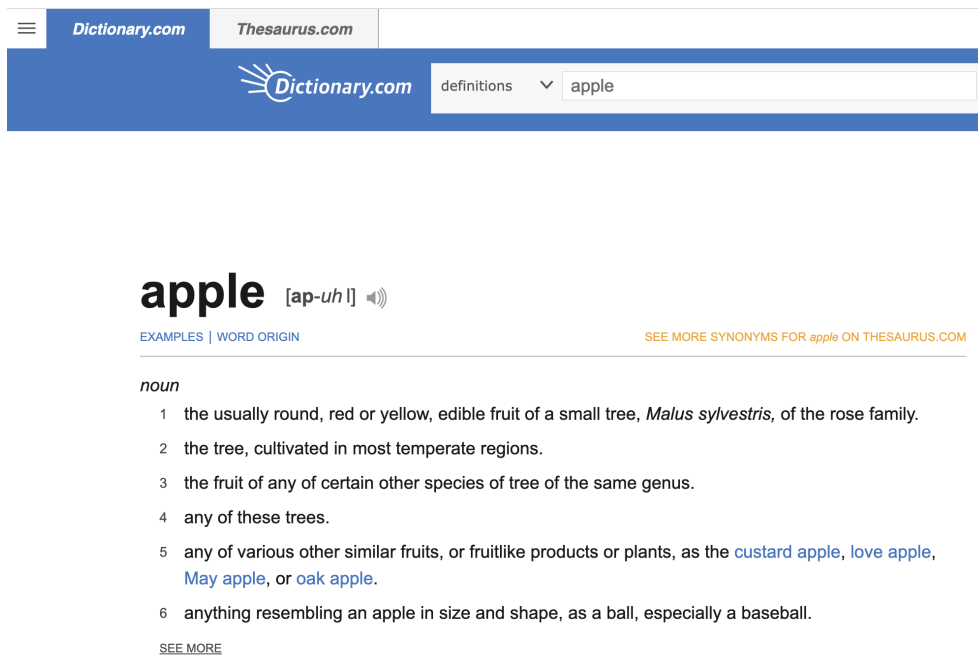 Dictionary.com Thesaurus.com
Dictionary.com definitions apple
apple [ap-uh l]
EXAMPLES | WORD ORIGIN SEE MORE SYNONYMS FOR apple ON THESAURUS.COM
noun
1 the usually round, red or yellow, edible fruit of a small tree, Malus sylvestris, of the rose family.
2 the tree, cultivated in most temperate regions.
3 the fruit of any of certain other species of tree of the same genus.
4 any of these trees.
5 any of various other similar fruits, or fruitlike products or plants, as the custard apple, love apple,
May apple, or oak apple.
6 anything resembling an apple in size and shape, as a ball, especially a baseball.
SEE MORE